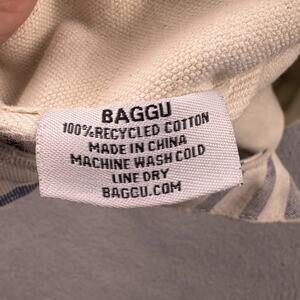 BAGGU
100% RECYCLED COTTON
MADE IN CHINA
MACHINE WASH COLD
LINE DRY
BAGGU.COM